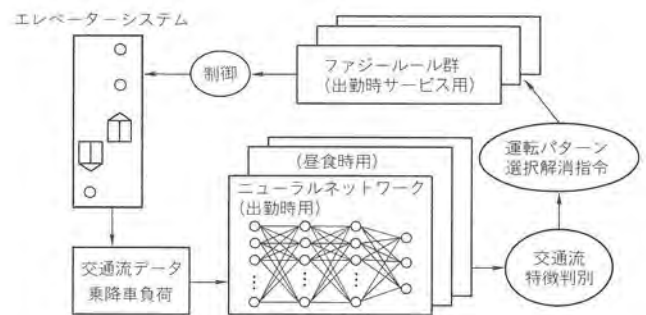 エレベーターシステム
制御
ファジールール群
(出勤時サービス用)
運転パターン
選択解消指令
(昼食時用)
ニューラルネットワーク
(出勤時用)
交通流データ
乗降車負荷
交通流
特徴判別